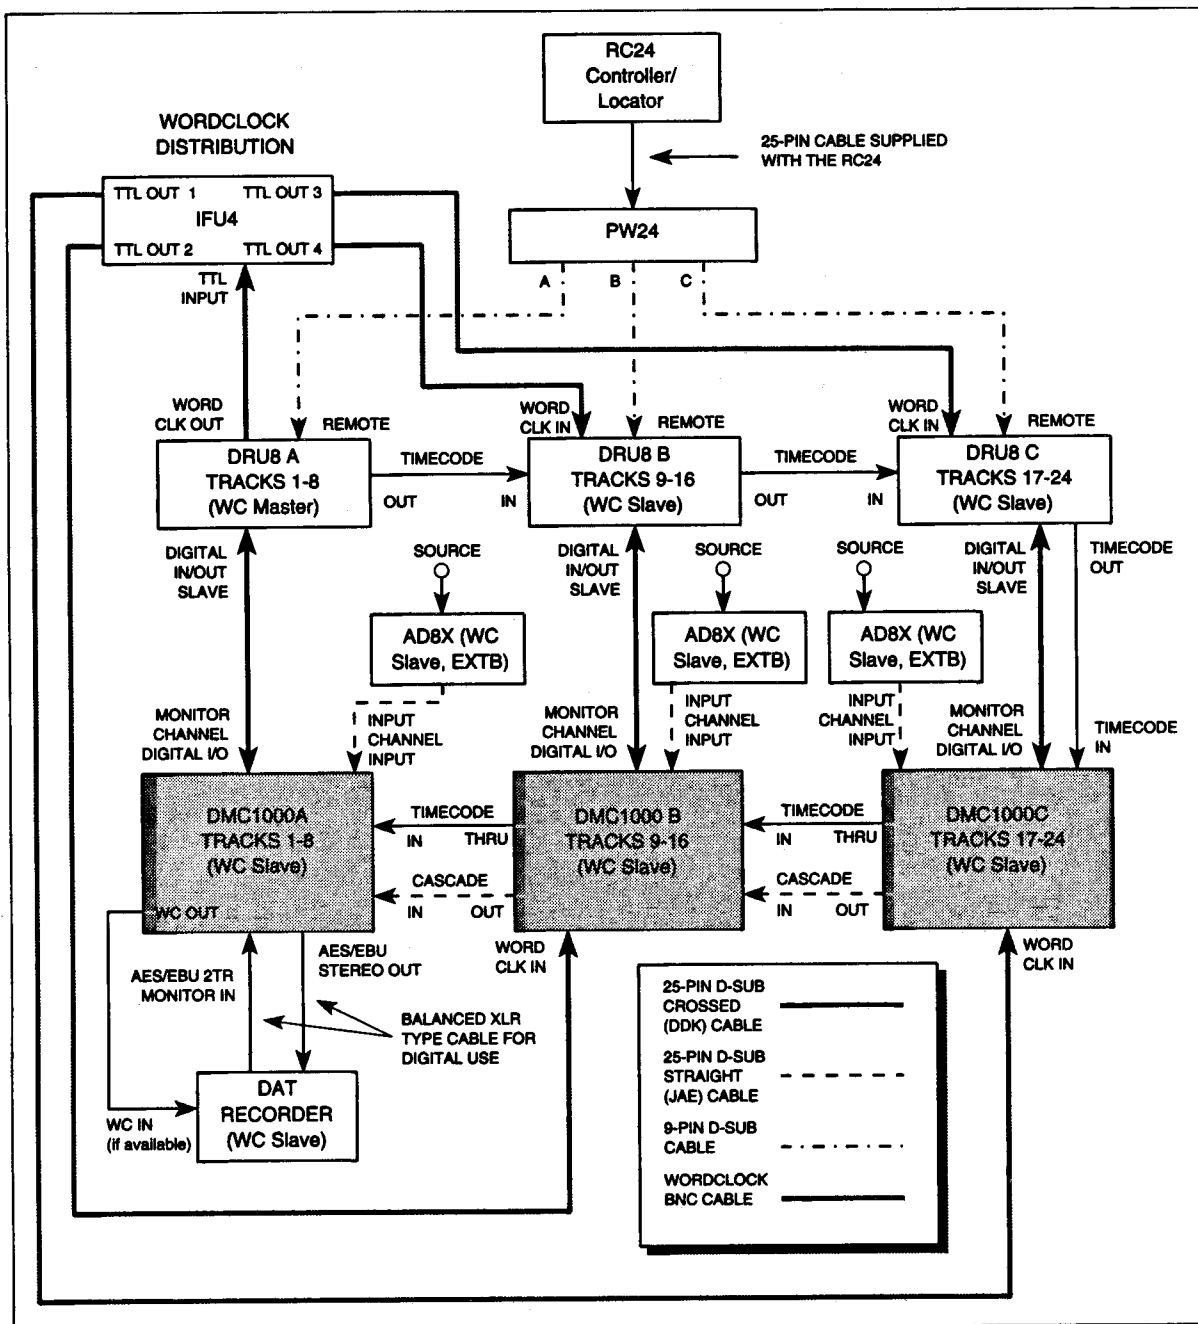 RC24
Controller/
Locator
WORDCLOCK
DISTRIBUTION
25-PIN CABLE SUPPLIED
WITH THE RC24
TTL OUT 1
TTL OUT 3
IFU4
TTL OUT 2
TTL OUT 4
PW24
TTL
INPUT
A
B
C
WORD
CLK OUT
REMOTE
WORD
CLK IN
REMOTE
WORD
CLK IN
REMOTE
DRU8 A
TRACKS 1-8
(WC Master)
TIMECODE
OUT
IN
DRU8 B
TRACKS 9-16
(WC Slave)
TIMECODE
OUT
IN
DRU8 C
TRACKS 17-24
(WC Slave)
DIGITAL
IN/OUT
SLAVE
SOURCE
DIGITAL
IN/OUT
SLAVE
SOURCE
SOURCE
DIGITAL
IN/OUT
SLAVE
TIMECODE
OUT
AD8X (WC
Slave, EXTB)
AD8X (WC
Slave, EXTB)
AD8X (WC
Slave, EXTB)
MONITOR
CHANNEL
DIGITAL I/O
INPUT
CHANNEL
INPUT
MONITOR
CHANNEL
DIGITAL I/O
INPUT
CHANNEL
INPUT
INPUT
CHANNEL
INPUT
MONITOR
CHANNEL
DIGITAL I/O
TIMECODE
IN
DMC1000A
TRACKS 1-8
(WC Slave)
WC OUT
TIMECODE
IN
THRU
CASCADE
IN
OUT
DMC1000 B
TRACKS 9-16
(WC Slave)
TIMECODE
IN
THRU
CASCADE
IN
OUT
DMC1000C
TRACKS 17-24
(WC Slave)
AES/EBU 2TR
MONITOR IN
AES/EBU
STEREO OUT
WORD
CLK IN
WORD
CLK IN
BALANCED XLR
TYPE CABLE FOR
DIGITAL USE
DAT
RECORDER
(WC Slave)
WC IN
(if available)
25-PIN D-SUB
CROSSED
(DDK) CABLE
25-PIN D-SUB
STRAIGHT
(JAE) CABLE
9-PIN D-SUB
CABLE
WORDCLOCK
BNC CABLE